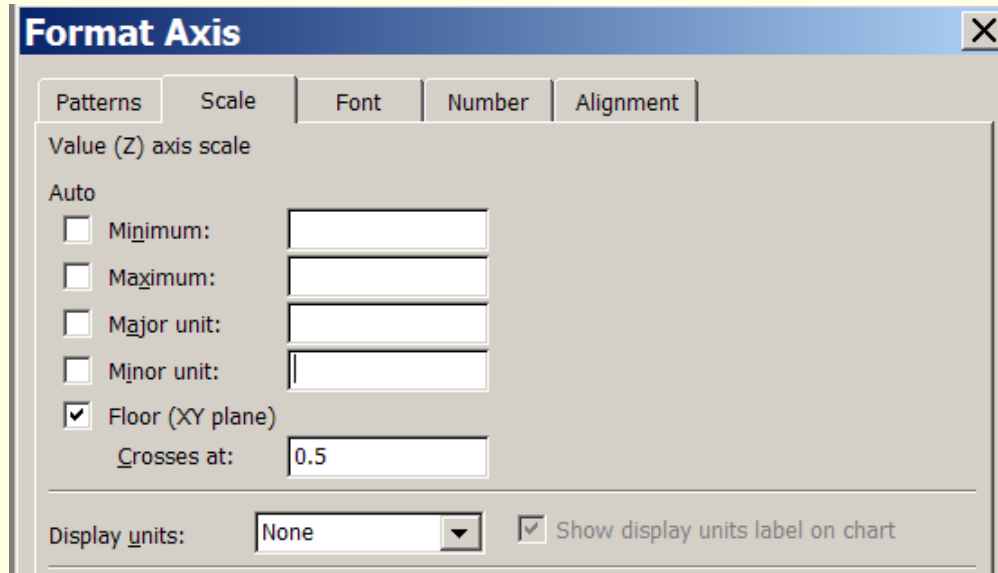 Format Axis
Patterns Scale Font Number Alignment
Value (Z) axis scale
Auto
Minimum:
Maximum:
Major unit:
Minor unit:
Floor (XY plane)
Crosses at: 0.5
Display units: None Show display units label on chart